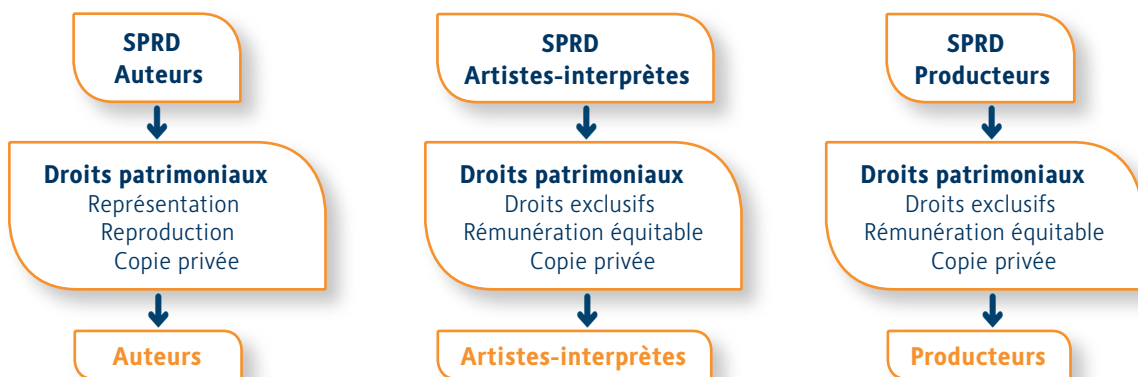 SPRD
Auteurs
Droits patrimoniaux
Représentation
Reproduction
Copie privée
Auteurs
SPRD
Artistes-interprètes
Droits patrimoniaux
Droits exclusifs
Rémunération équitable
Copie privée
Artistes-interprètes
SPRD
Producteurs
Droits patrimoniaux
Droits exclusifs
Rémunération équitable
Copie privée
Producteurs